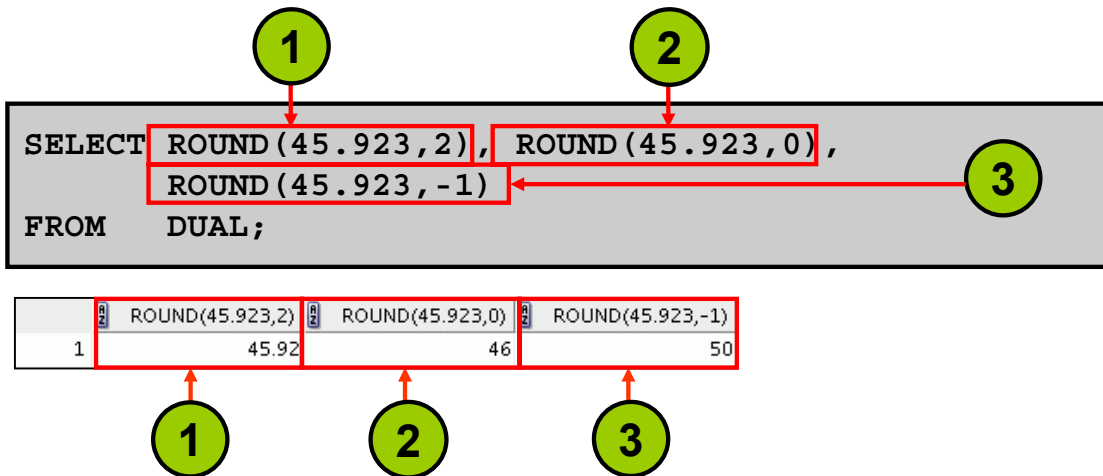 1 2
SELECT ROUND(45.923,2), ROUND(45.923,0),
ROUND(45.923,-1) 3
FROM DUAL;
ROUND(45.923,2) ROUND(45.923,0) ROUND(45.923,-1)
1 45.92 46 50
1 2 3